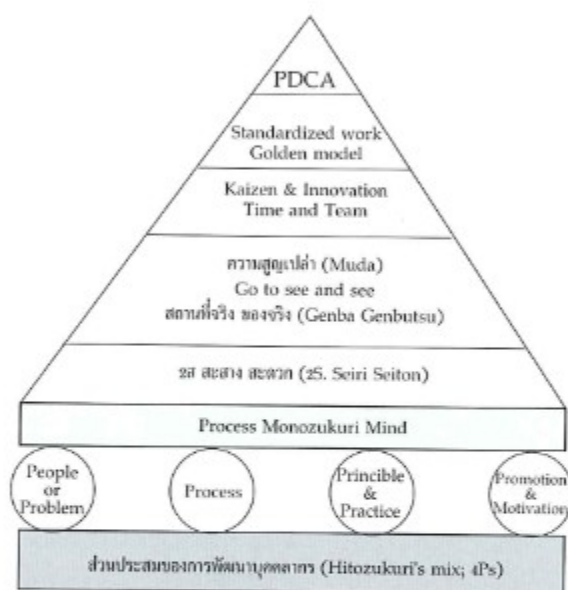 PDCA
Standardized work
Golden model
Kaizen & Innovation
Time and Team
ความสูญเปล่า (Muda)
Go to see and see
สถานที่จริง ของจริง (Genba Genbutsu)
2ส สะสาง สะดวก (2S. Seiri Seiton)
Process Monozukuri Mind
People
or
Problem
Process
Princible
&
Practice
Promotion
&
Motivation
ส่วนประสมของการพัฒนาบุคลากร (Hitozukuri's mix; 4Ps)